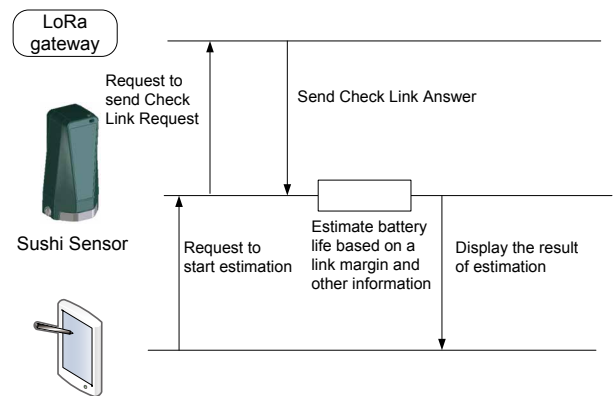 LoRa
gateway
Request to
send Check
Link Request
Send Check Link Answer
Sushi Sensor
Request to
start estimation
Estimate battery
life based on a
link margin and
other information
Display the result
of estimation